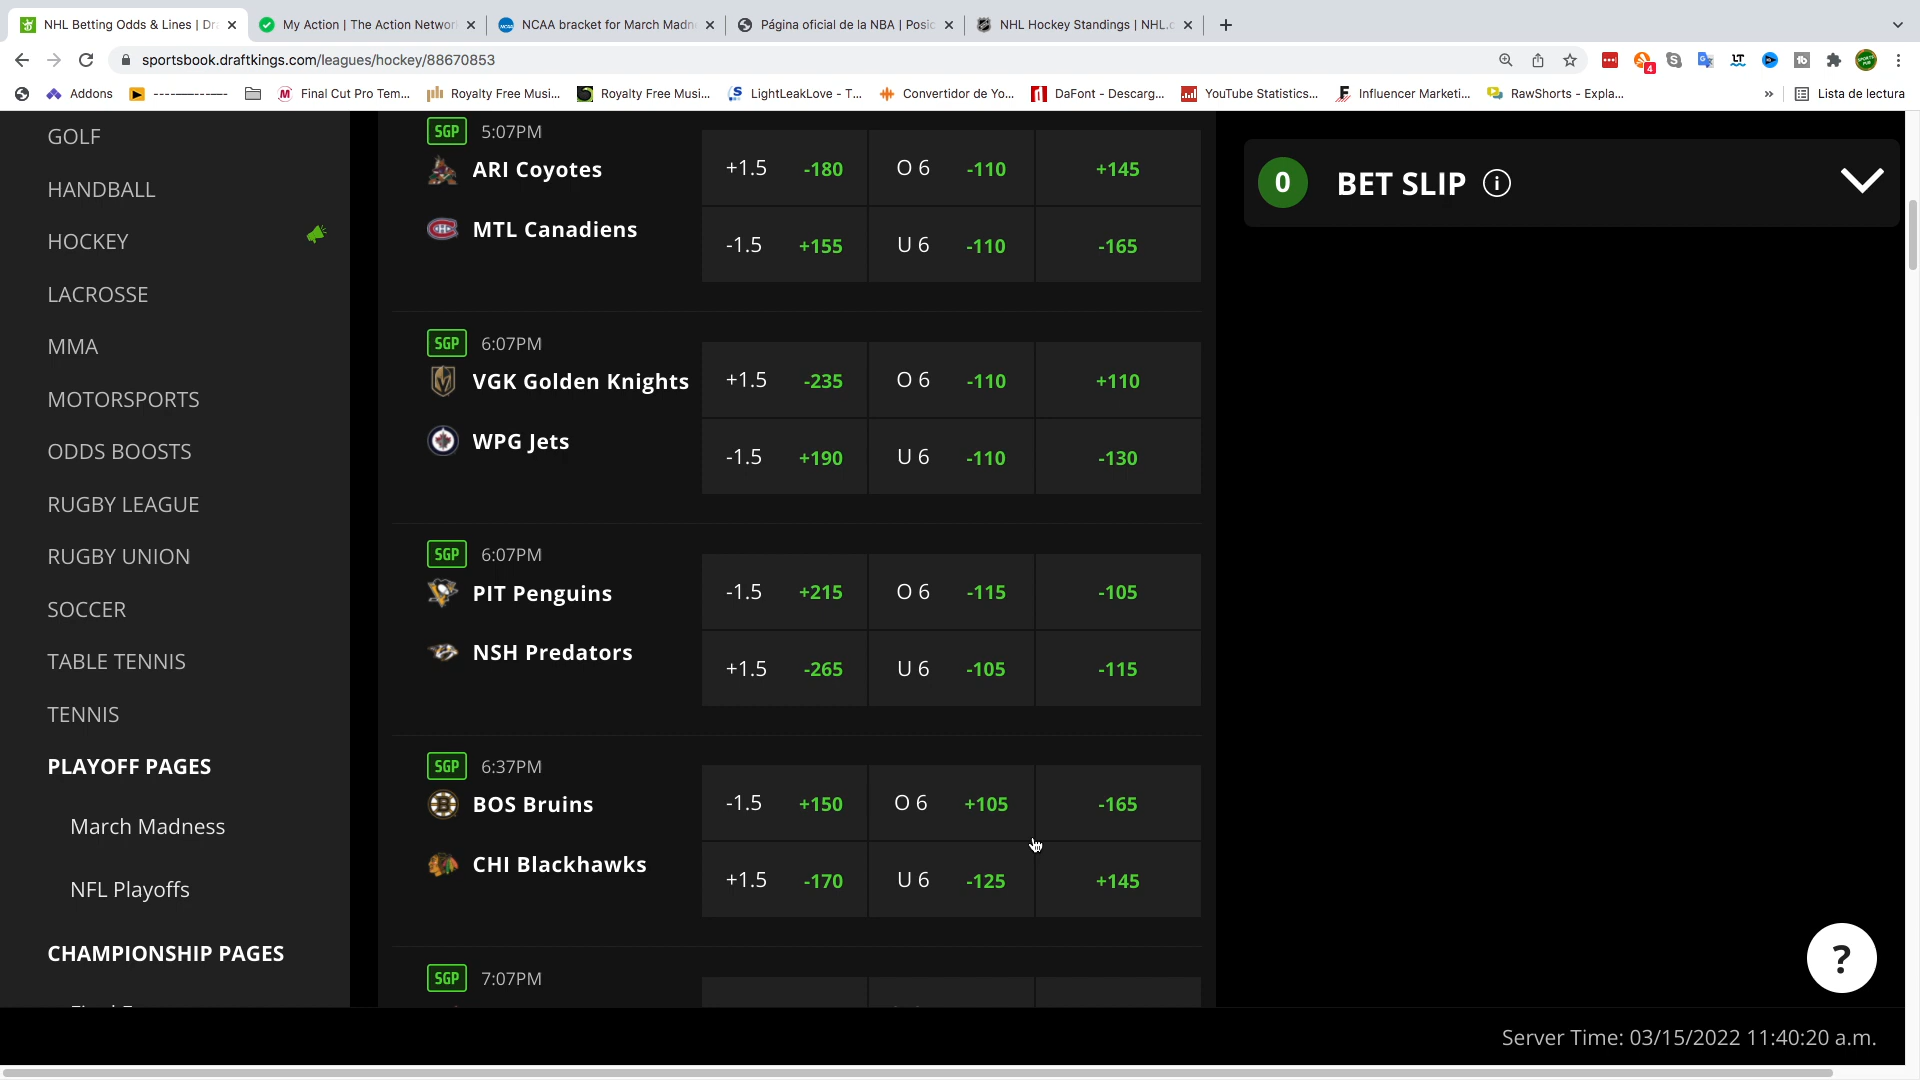 NHL Betting Odds & Lines | Dr
My Action | The Action Networ
NCAA bracket for March Madn
Página oficial de la NBA | Posic
NHL Hockey Standings | NHL.c
sportsbook.draftkings.com/leagues/hockey/88670853
4
Addons
Final Cut Pro Tem...
Royalty Free Musi...
Royalty Free Musi...
LightLeakLove - T...
Convertidor de Yo...
DaFont - Descarg...
YouTube Statistics...
Influencer Marketi...
RawShorts - Expla...
»
Lista de lectura
GOLF
HANDBALL
HOCKEY
LACROSSE
MMA
MOTORSPORTS
ODDS BOOSTS
RUGBY LEAGUE
RUGBY UNION
SOCCER
TABLE TENNIS
TENNIS
PLAYOFF PAGES
March Madness
NFL Playoffs
CHAMPIONSHIP PAGES
SGP 5:07PM
ARI Coyotes +1.5 -180 O 6 -110 +145
MTL Canadiens -1.5 +155 U 6 -110 -165
SGP 6:07PM
VGK Golden Knights +1.5 -235 O 6 -110 +110
WPG Jets -1.5 +190 U 6 -110 -130
SGP 6:07PM
PIT Penguins -1.5 +215 O 6 -115 -105
NSH Predators +1.5 -265 U 6 -105 -115
SGP 6:37PM
BOS Bruins -1.5 +150 O 6 +105 -165
CHI Blackhawks +1.5 -170 U 6 -125 +145
SGP 7:07PM
0 BET SLIP i
?
Server Time: 03/15/2022 11:40:20 a.m.